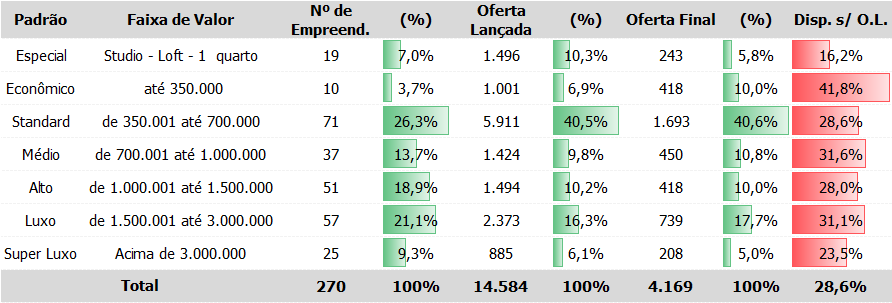 Padrão Faixa de Valor Nº de Empreend. (%) Oferta Lançada (%) Oferta Final (%) Disp. s/ O.L.
Especial Studio - Loft - 1 quarto 19 7,0% 1.496 10,3% 243 5,8% 16,2%
Econômico até 350.000 10 3,7% 1.001 6,9% 418 10,0% 41,8%
Standard de 350.001 até 700.000 71 26,3% 5.911 40,5% 1.693 40,6% 28,6%
Médio de 700.001 até 1.000.000 37 13,7% 1.424 9,8% 450 10,8% 31,6%
Alto de 1.000.001 até 1.500.000 51 18,9% 1.494 10,2% 418 10,0% 28,0%
Luxo de 1.500.001 até 3.000.000 57 21,1% 2.373 16,3% 739 17,7% 31,1%
Super Luxo Acima de 3.000.000 25 9,3% 885 6,1% 208 5,0% 23,5%
Total 270 100% 14.584 100% 4.169 100% 28,6%